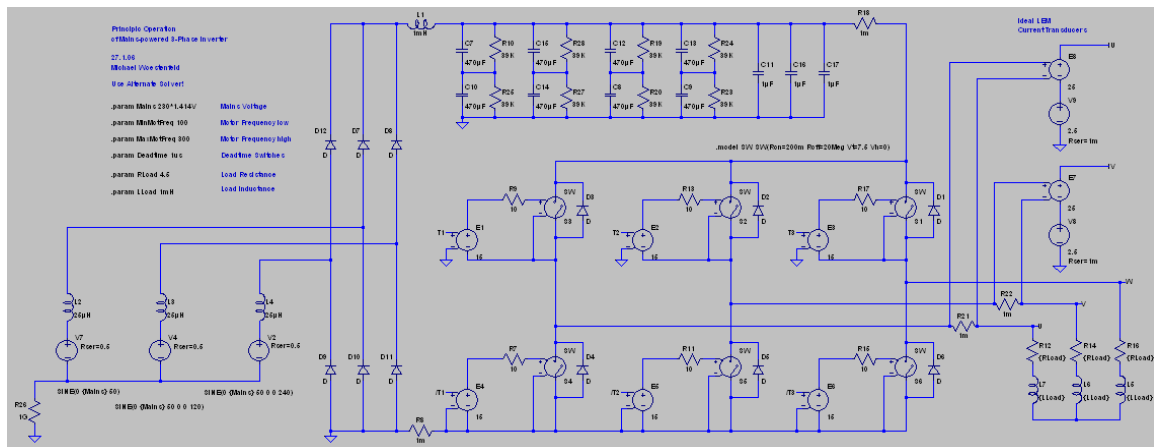 Principle Operation
of Mains-powered 3-Phase Inverter
27.1.06
Michael Woestenfeld
Use Alternate Solver!
.param Mains 230*1.414V Mains Voltage
.param MinMotFreq 100 Motor Frequency low
.param MaxMotFreq 300 Motor Frequency high
.param Deadtime 1us Deadtime Switches
.param RLoad 4.5 Load Resistance
.param LLoad 1mH Load Inductance
L1
1mH
R18
1m
Ideal LEM
Current Transducers
C7
470µF
R10
39K
C15
470µF
R28
39K
C12
470µF
R19
39K
C13
470µF
R24
39K
C11
1µF
C16
1µF
C17
1µF
C10
470µF
R25
39K
C14
470µF
R27
39K
C8
470µF
R20
39K
C9
470µF
R23
39K
U
E8
25
V9
2.5
Rser=1m
D12
D
D7
D
D8
D
.model SW SW(Ron=200m Roff=20Meg Vt=7.5 Vh=0)
V
E7
25
V8
2.5
Rser=1m
R9
10
SW
S3
D3
D
T1
E1
15
R13
10
SW
S2
D2
D
T2
E2
15
R17
10
SW
S1
D1
D
T3
E3
15
L2
25µH
L3
25µH
L4
25µH
V7
Rser=0.5
V4
Rser=0.5
V2
Rser=0.5
SINE(0 {Mains} 50)
SINE(0 {Mains} 50 0 0 120)
SINE(0 {Mains} 50 0 0 240)
R26
1G
D9
D
D10
D
D11
D
R8
1m
R7
10
SW
S4
D4
D
/T1
E4
15
R11
10
SW
S5
D5
D
/T2
E5
15
R15
10
SW
S6
D6
D
/T3
E6
15
W
R22
1m
V
R21
1m
U
R12
{RLoad}
R14
{RLoad}
R16
{RLoad}
L7
{LLoad}
L6
{LLoad}
L5
{LLoad}